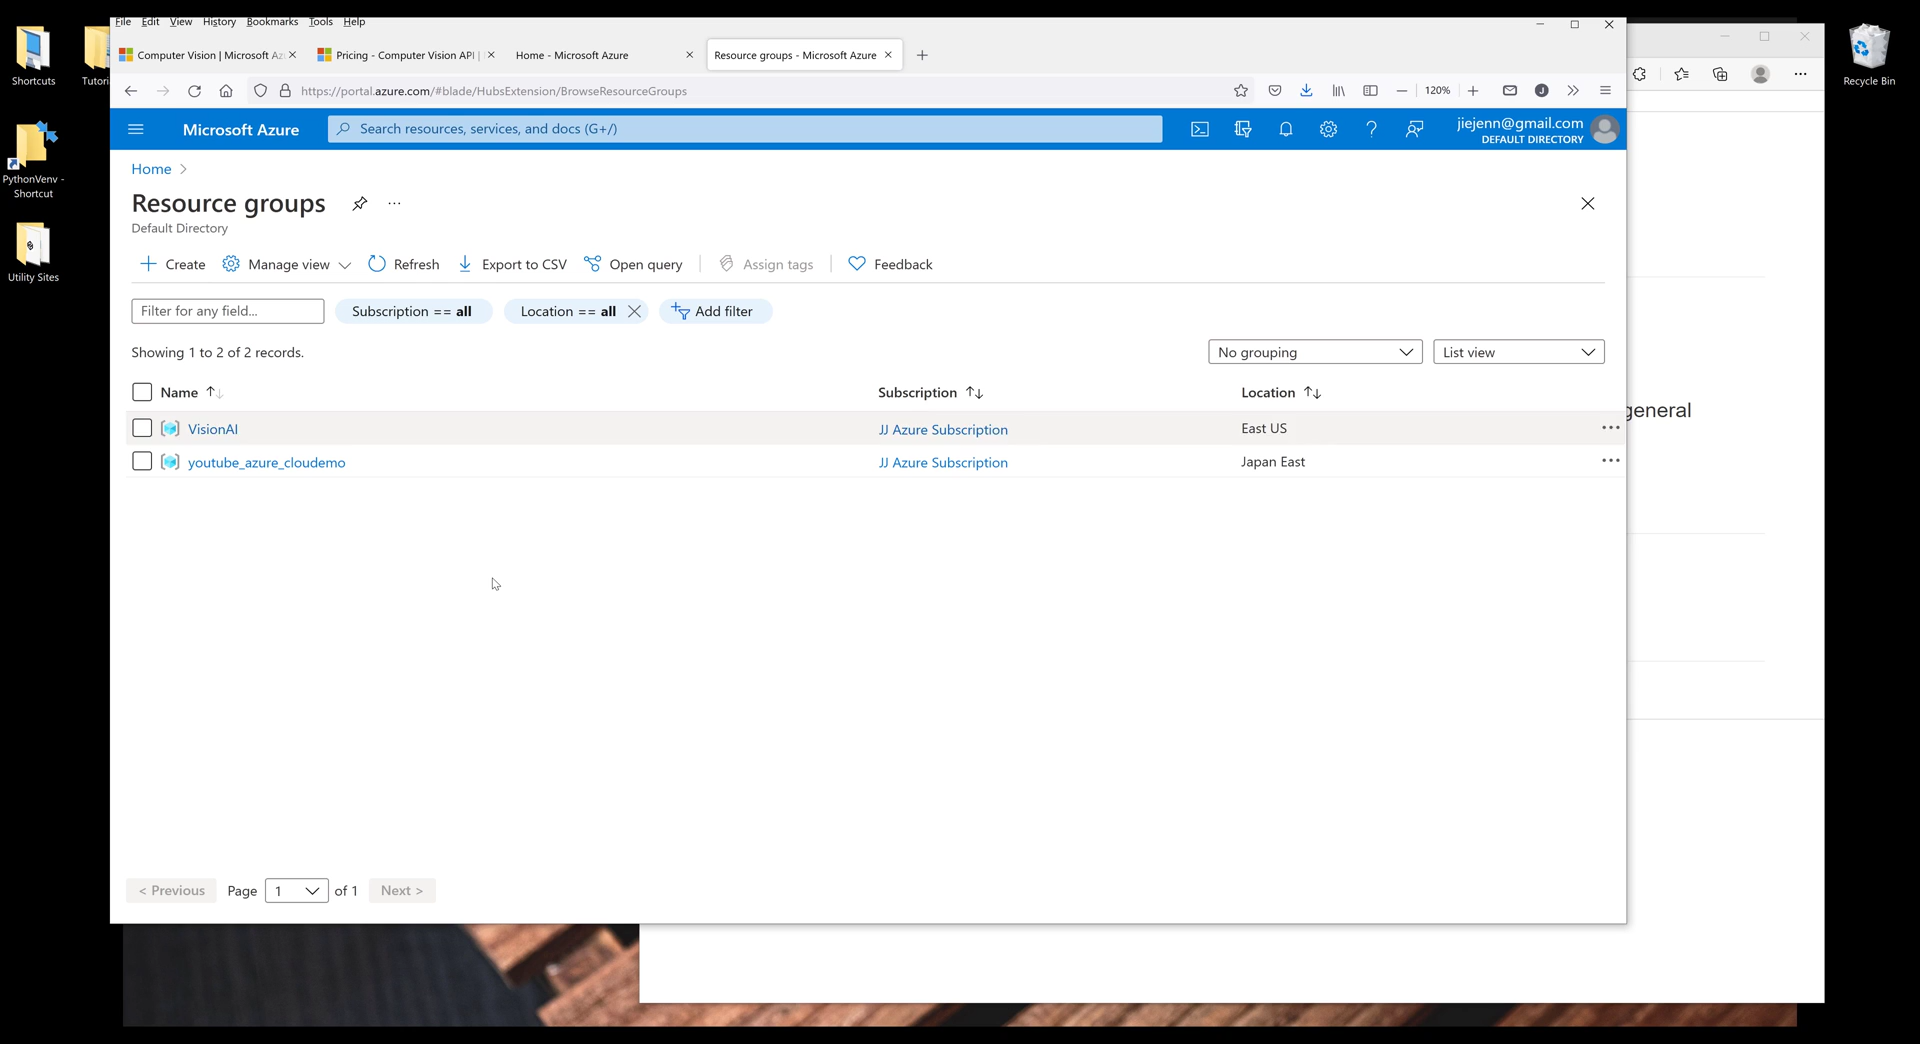 File Edit View History Bookmarks Tools Help
Computer Vision | Microsoft Az
Pricing - Computer Vision API |
Home - Microsoft Azure
Resource groups - Microsoft Azure
https://portal.azure.com/#blade/HubsExtension/BrowseResourceGroups
120%
J
Microsoft Azure
Search resources, services, and docs (G+/)
jiejenn@gmail.com
DEFAULT DIRECTORY
Home >
Resource groups
Default Directory
Create Manage view Refresh Export to CSV Open query Assign tags Feedback
Filter for any field... Subscription == all Location == all Add filter
Showing 1 to 2 of 2 records. No grouping List view
Name Subscription Location
VisionAI JJ Azure Subscription East US
youtube_azure_cloudemo JJ Azure Subscription Japan East
< Previous Page 1 of 1 Next >
general
Shortcuts
Tutori
PythonVenv -
Shortcut
Utility Sites
Recycle Bin